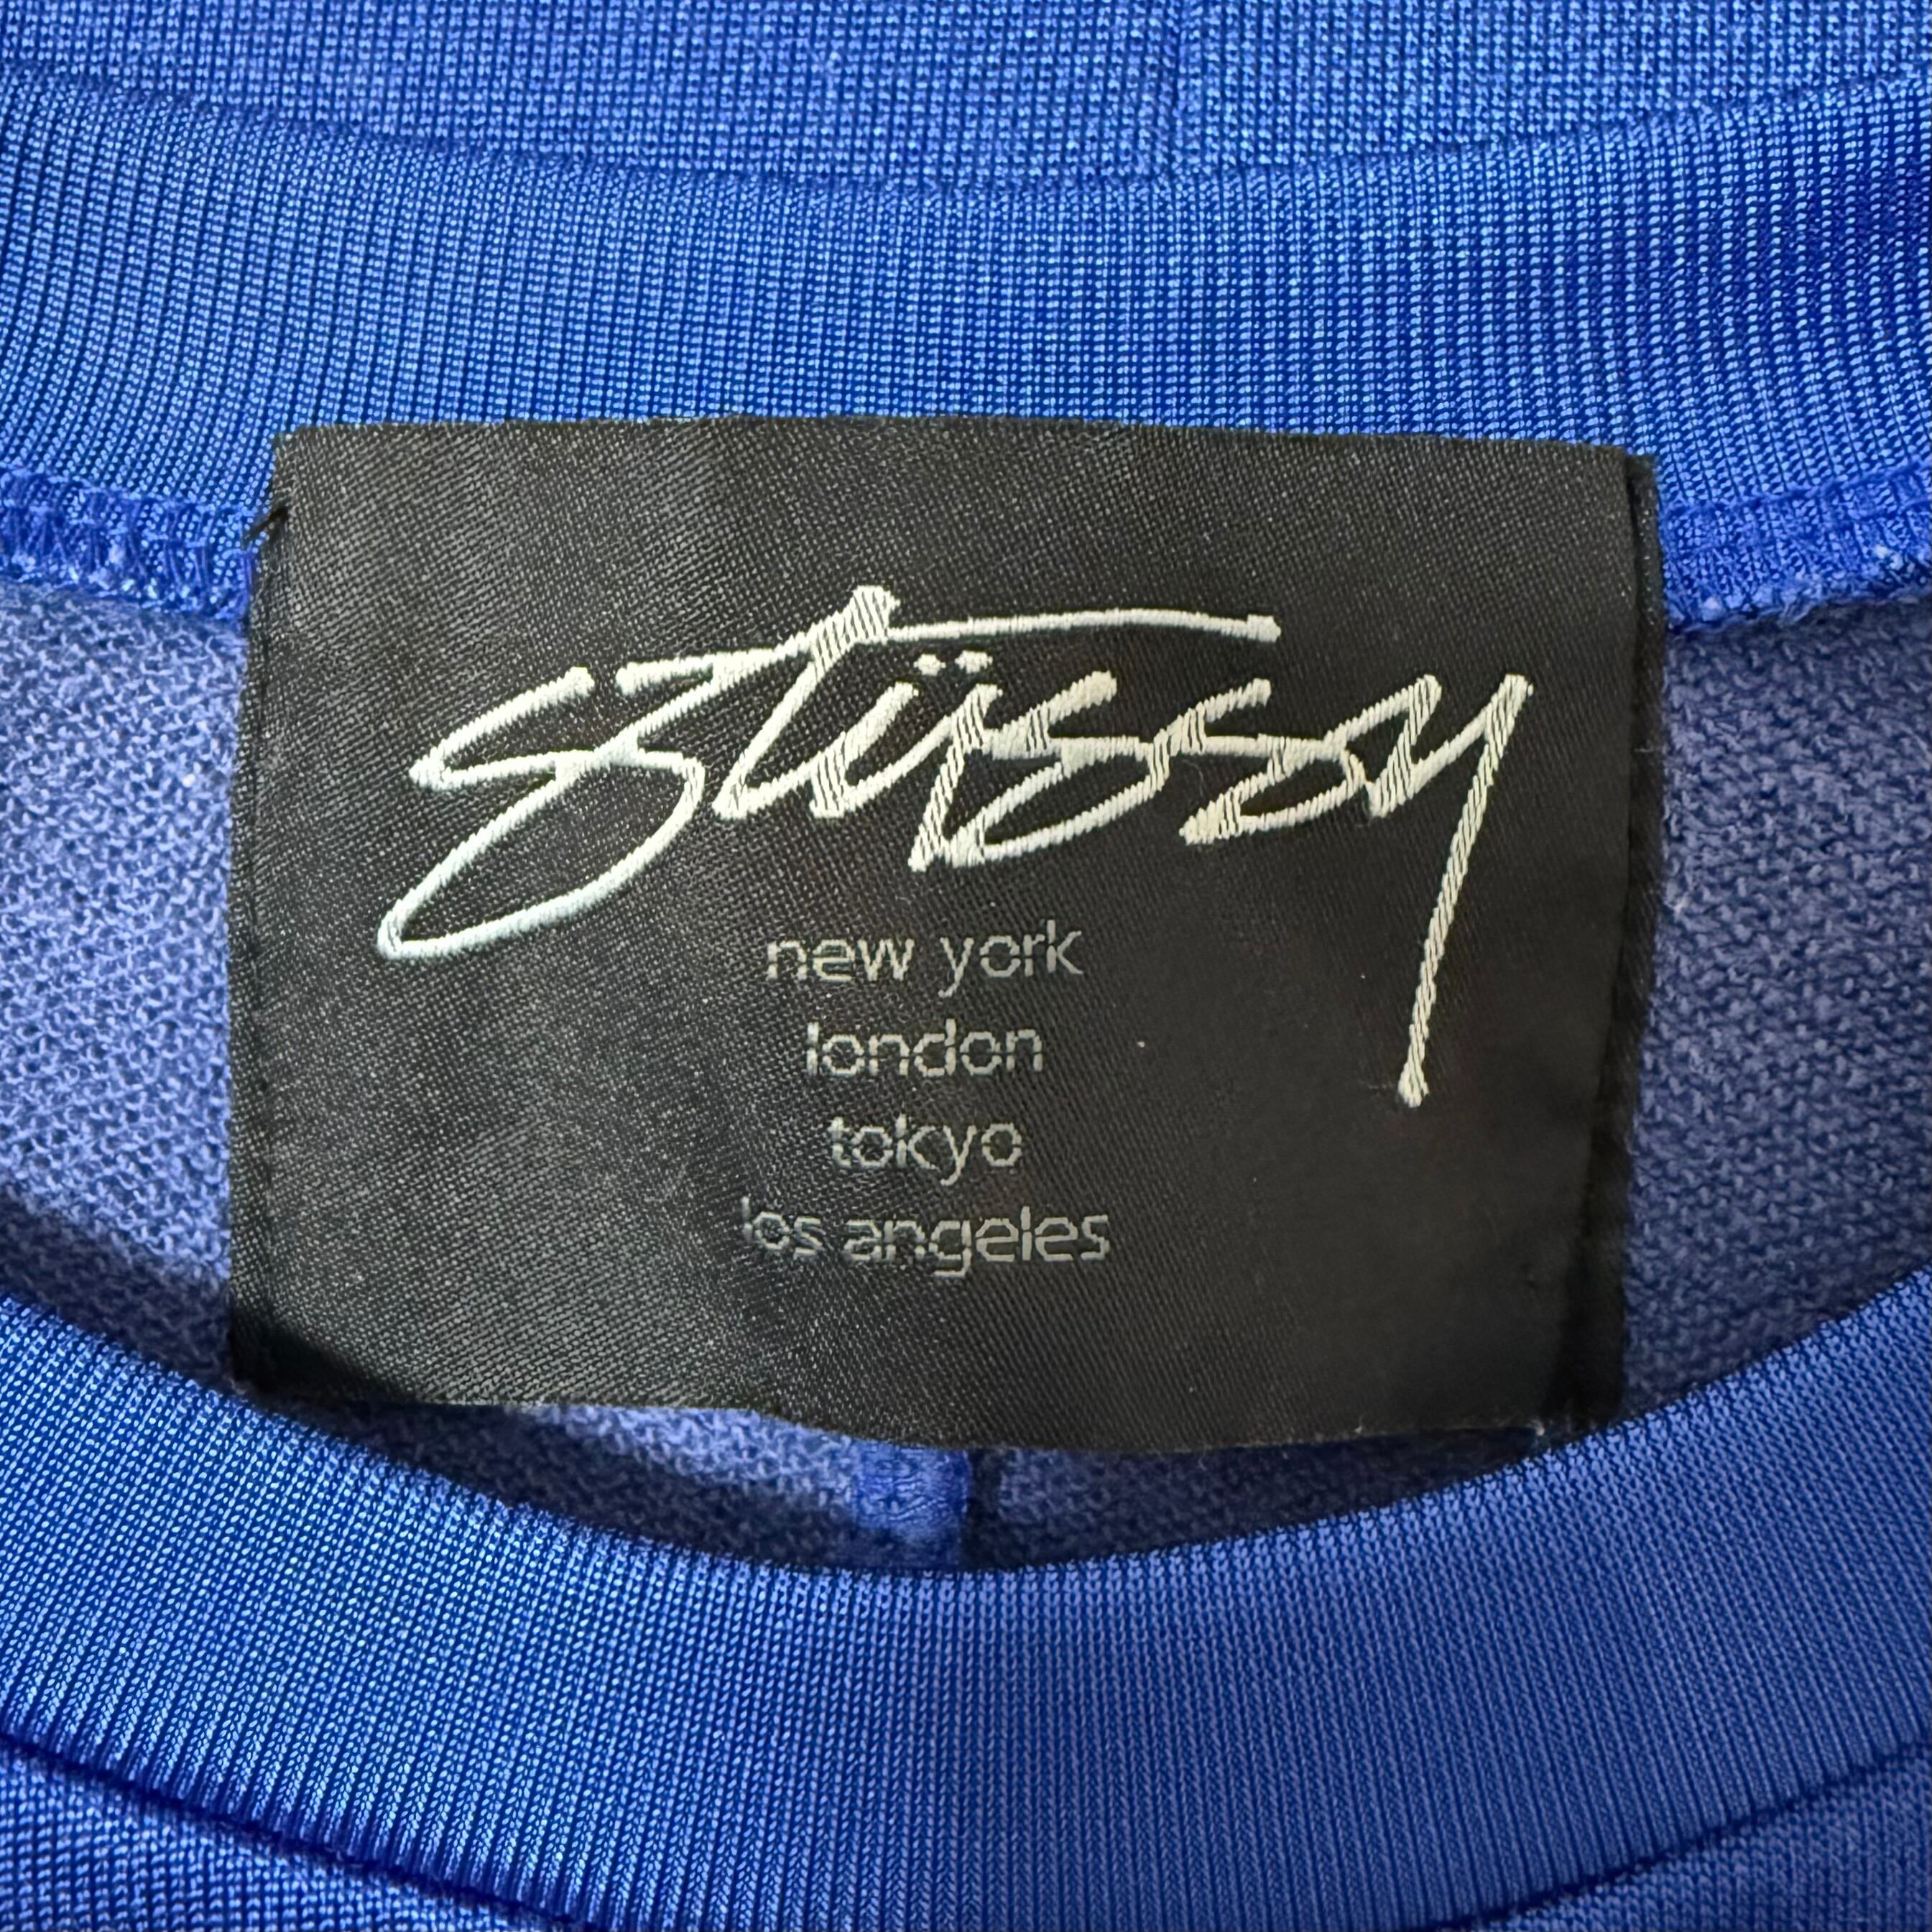 stüssy
new york
london
tokyo
los angeles